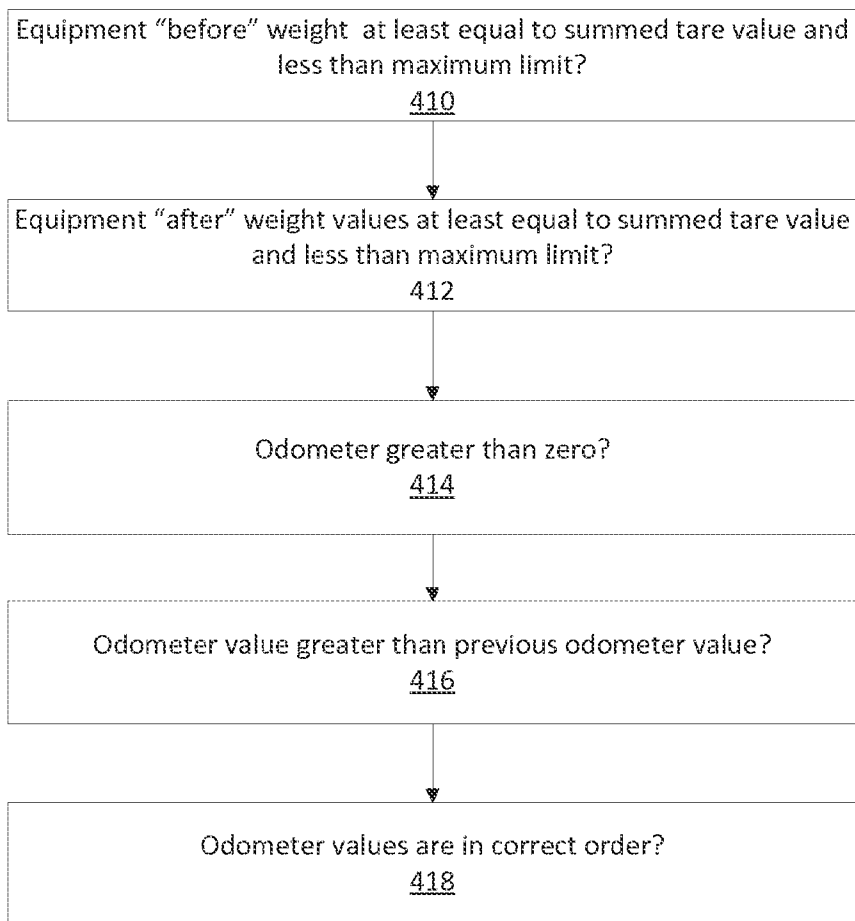 Equipment “before” weight at least equal to summed tare value and
less than maximum limit?
410
Equipment “after” weight values at least equal to summed tare value
and less than maximum limit?
412
Odometer greater than zero?
414
Odometer value greater than previous odometer value?
416
Odometer values are in correct order?
418